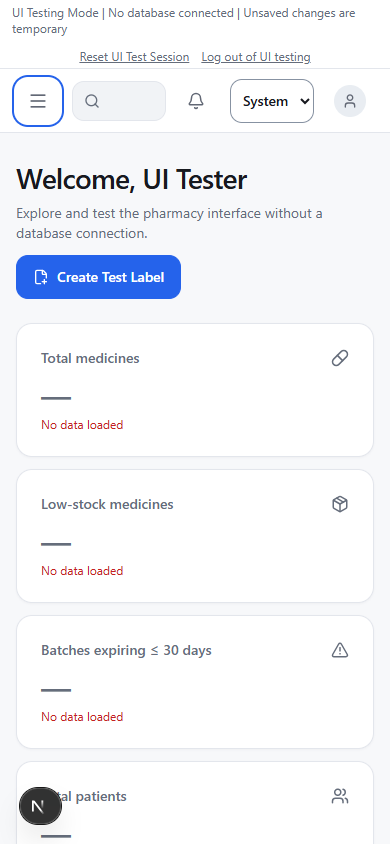 UI Testing Mode | No database connected | Unsaved changes are
temporary
Reset UI Test Session Log out of UI testing
System
Welcome, UI Tester
Explore and test the pharmacy interface without a
database connection.
Create Test Label
Total medicines
—
No data loaded
Low-stock medicines
—
No data loaded
Batches expiring ≤ 30 days
—
No data loaded
patients
—
N